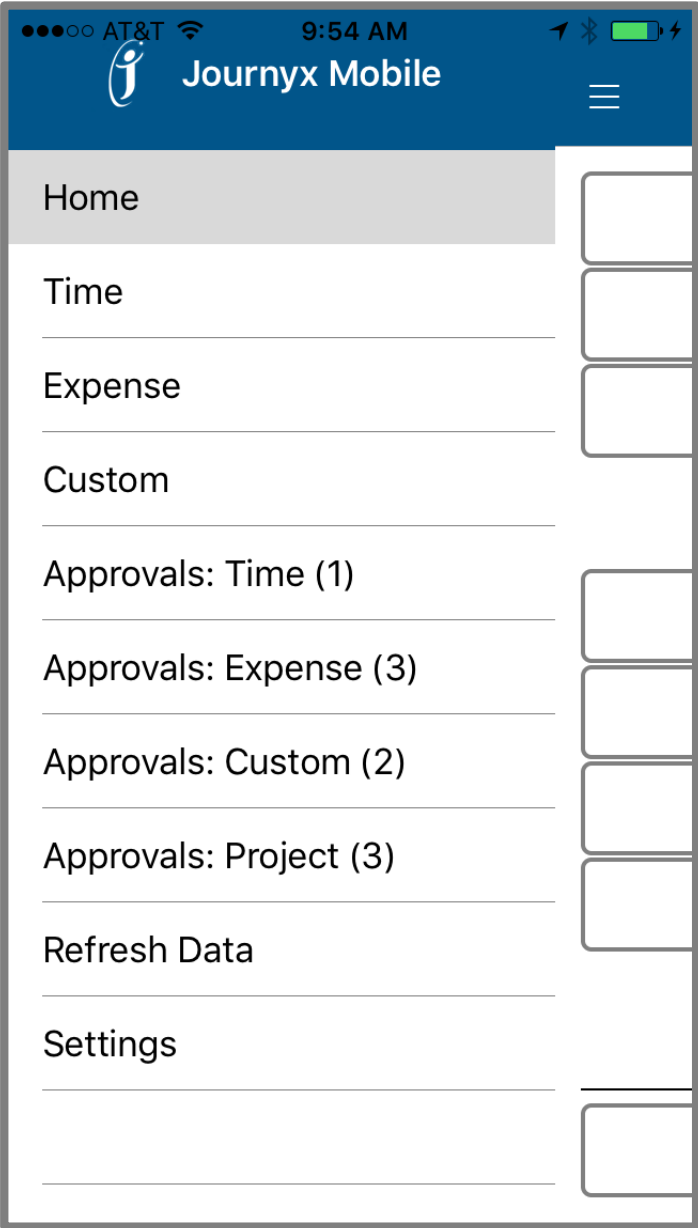 AT&T 9:54 AM
Journyx Mobile
Home
Time
Expense
Custom
Approvals: Time (1)
Approvals: Expense (3)
Approvals: Custom (2)
Approvals: Project (3)
Refresh Data
Settings